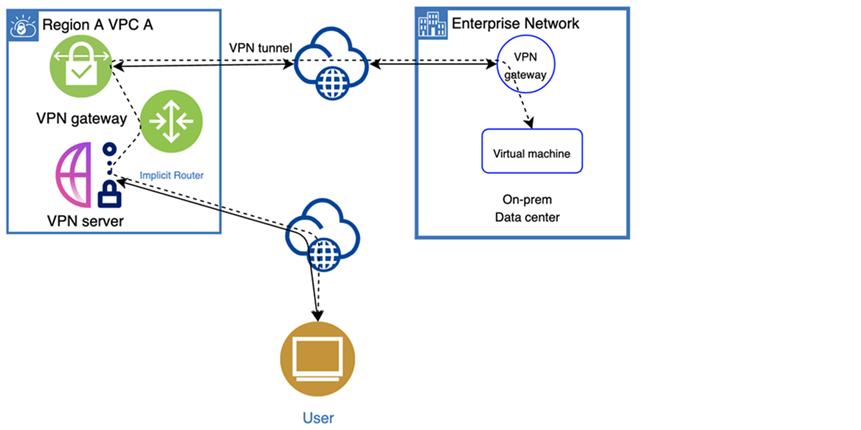 Region A VPC A
VPN gateway
Implicit Router
VPN server
VPN tunnel
Enterprise Network
VPN
gateway
Virtual machine
On-prem
Data center
User